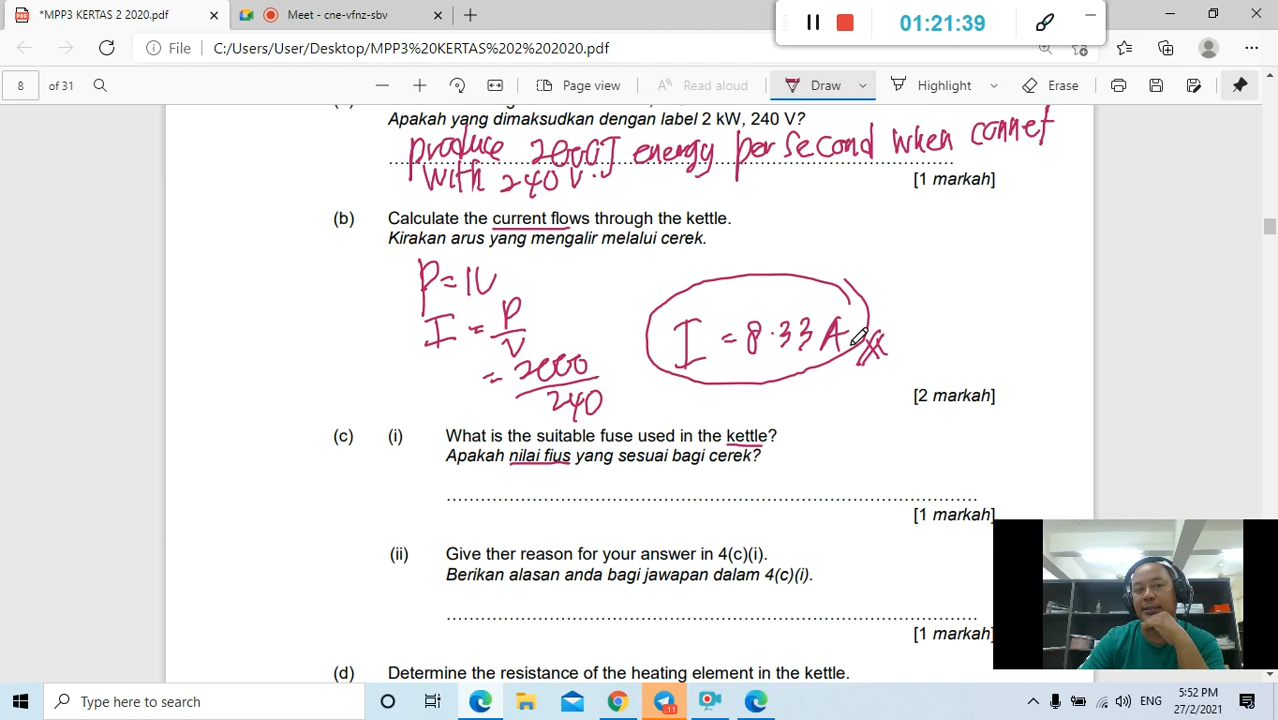 *MPP3 KERTAS 2 2020.pdf
Meet - cne-vfnz-sbv
01:21:39
File C:/Users/User/Desktop/MPP3%20KERTAS%202%202020.pdf
8 of 31
Page view
Read aloud
Draw
Highlight
Erase
Apakah yang dimaksudkan dengan label 2 kW, 240 V?
produce 2000J energy per second when connet
with 240 V.
[1 markah]
(b) Calculate the current flows through the kettle.
Kirakan arus yang mengalir melalui cerek.
P = IV
I = P/V
= 2000/240
I = 8.33 A
[2 markah]
(c) (i) What is the suitable fuse used in the kettle?
Apakah nilai fius yang sesuai bagi cerek?
[1 markah]
(ii) Give ther reason for your answer in 4(c)(i).
Berikan alasan anda bagi jawapan dalam 4(c)(i).
[1 markah]
(d) Determine the resistance of the heating element in the kettle.
Type here to search
11
ENG
5:52 PM
27/2/2021